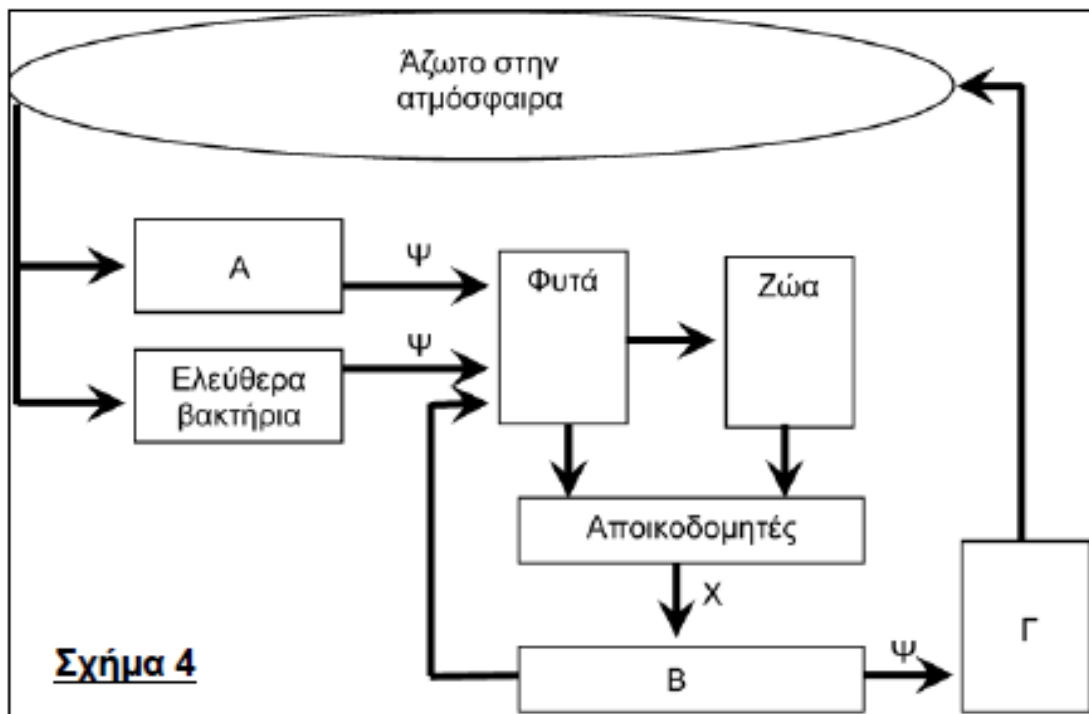 Άζωτο στην
ατμόσφαιρα
Α
Ψ
Φυτά
Ζώα
Ελεύθερα
βακτήρια
Ψ
Αποικοδομητές
Χ
Β
Ψ
Γ
Σχήμα 4